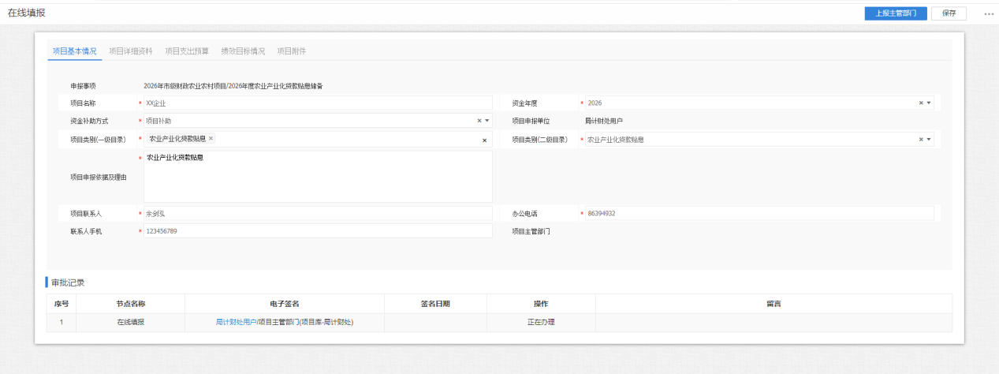 在线填报 上报主管部门 保存
项目基本情况 项目详细资料 项目支出预算 绩效目标情况 项目附件
申报事项 2026年市级财政农业农村项目/2026年度农业产业化贷款贴息储备
项目名称 * XX企业 资金年度 * 2026
资金补助方式 * 项目补助 项目申报单位 局计财处用户
项目类别(一级目录) * 农业产业化贷款贴息 项目类别(二级目录) * 农业产业化贷款贴息
* 农业产业化贷款贴息
项目申报依据及理由
项目联系人 * 余剑弘 办公电话 * 86394932
联系人手机 * 123456789 项目主管部门
审批记录
序号 节点名称 电子签名 签名日期 操作 留言
1 在线填报 局计财处用户/项目主管部门(项目库-局计财处) 正在办理